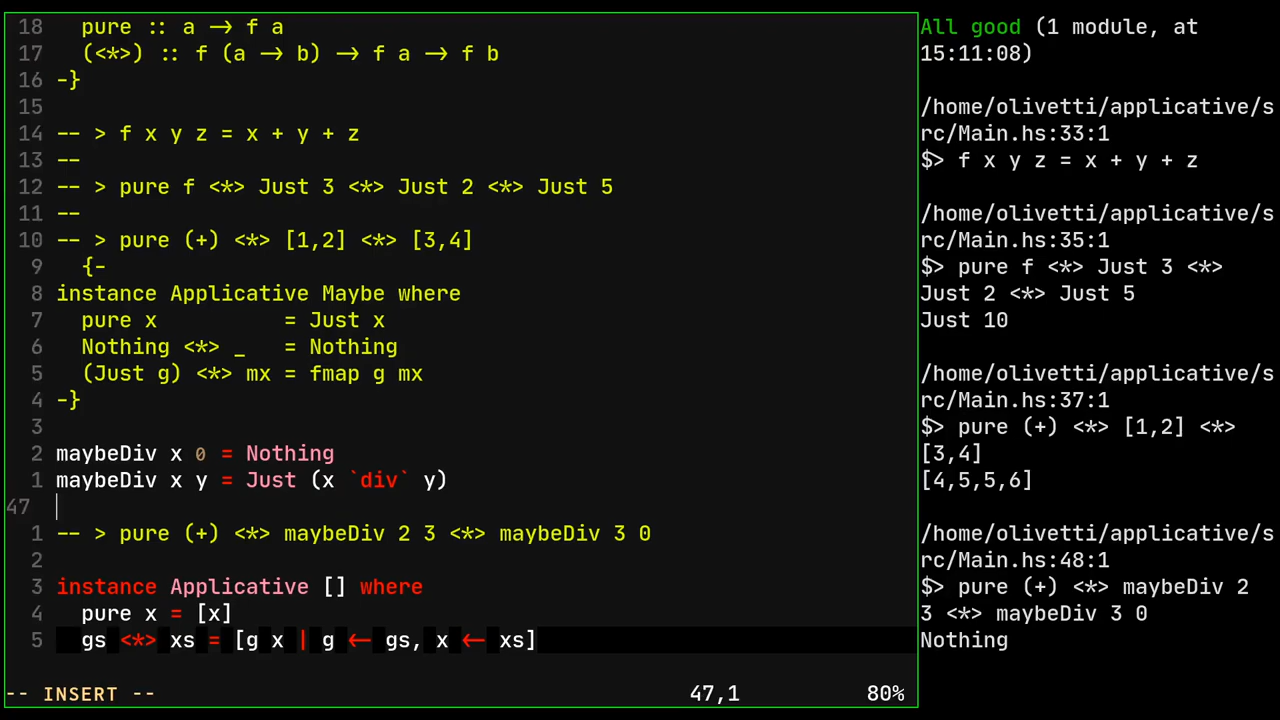 18   pure :: a -> f a
17   (<*>) :: f (a -> b) -> f a -> f b
16 -}
15
14 -- > f x y z = x + y + z
13 --
12 -- > pure f <*> Just 3 <*> Just 2 <*> Just 5
11 --
10 -- > pure (+) <*> [1,2] <*> [3,4]
9   {-
8 instance Applicative Maybe where
7   pure x          = Just x
6   Nothing <*> _   = Nothing
5   (Just g) <*> mx = fmap g mx
4 -}
3
2 maybeDiv x 0 = Nothing
1 maybeDiv x y = Just (x `div` y)
47
1 -- > pure (+) <*> maybeDiv 2 3 <*> maybeDiv 3 0
2
3 instance Applicative [] where
4   pure x = [x]
5   gs <*> xs = [g x | g <- gs, x <- xs]
-- INSERT -- 47,1 80%
All good (1 module, at
15:11:08)
/home/olivetti/applicative/s
rc/Main.hs:33:1
$> f x y z = x + y + z
/home/olivetti/applicative/s
rc/Main.hs:35:1
$> pure f <*> Just 3 <*>
Just 2 <*> Just 5
Just 10
/home/olivetti/applicative/s
rc/Main.hs:37:1
$> pure (+) <*> [1,2] <*>
[3,4]
[4,5,5,6]
/home/olivetti/applicative/s
rc/Main.hs:48:1
$> pure (+) <*> maybeDiv 2
3 <*> maybeDiv 3 0
Nothing